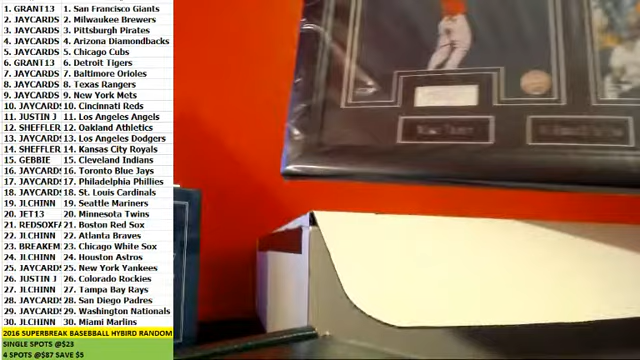 1. GRANT13 1. San Francisco Giants
2. JAYCARDS 2. Milwaukee Brewers
3. JAYCARDS 3. Pittsburgh Pirates
4. JAYCARDS 4. Arizona Diamondbacks
5. JAYCARDS 5. Chicago Cubs
6. GRANT13 6. Detroit Tigers
7. JAYCARDS 7. Baltimore Orioles
8. JAYCARDS 8. Texas Rangers
9. JAYCARDS 9. New York Mets
10. JAYCARDS 10. Cincinnati Reds
11. JUSTIN J 11. Los Angeles Angels
12. SHEFFLER 12. Oakland Athletics
13. JAYCARDS 13. Los Angeles Dodgers
14. SHEFFLER 14. Kansas City Royals
15. GEBBIE 15. Cleveland Indians
16. JAYCARDS 16. Toronto Blue Jays
17. JAYCARDS 17. Philadelphia Phillies
18. JAYCARDS 18. St. Louis Cardinals
19. JLCHINN 19. Seattle Mariners
20. JET13 20. Minnesota Twins
21. REDSOXFA 21. Boston Red Sox
22. JLCHINN 22. Atlanta Braves
23. BREAKEM 23. Chicago White Sox
24. JLCHINN 24. Houston Astros
25. JAYCARDS 25. New York Yankees
26. JUSTIN J 26. Colorado Rockies
27. JLCHINN 27. Tampa Bay Rays
28. JAYCARDS 28. San Diego Padres
29. JAYCARDS 29. Washington Nationals
30. JLCHINN 30. Miami Marlins
2016 SUPERBREAK BASEBBALL HYBIRD RANDOM
SINGLE SPOTS @$23
4 SPOTS @$87 SAVE $5